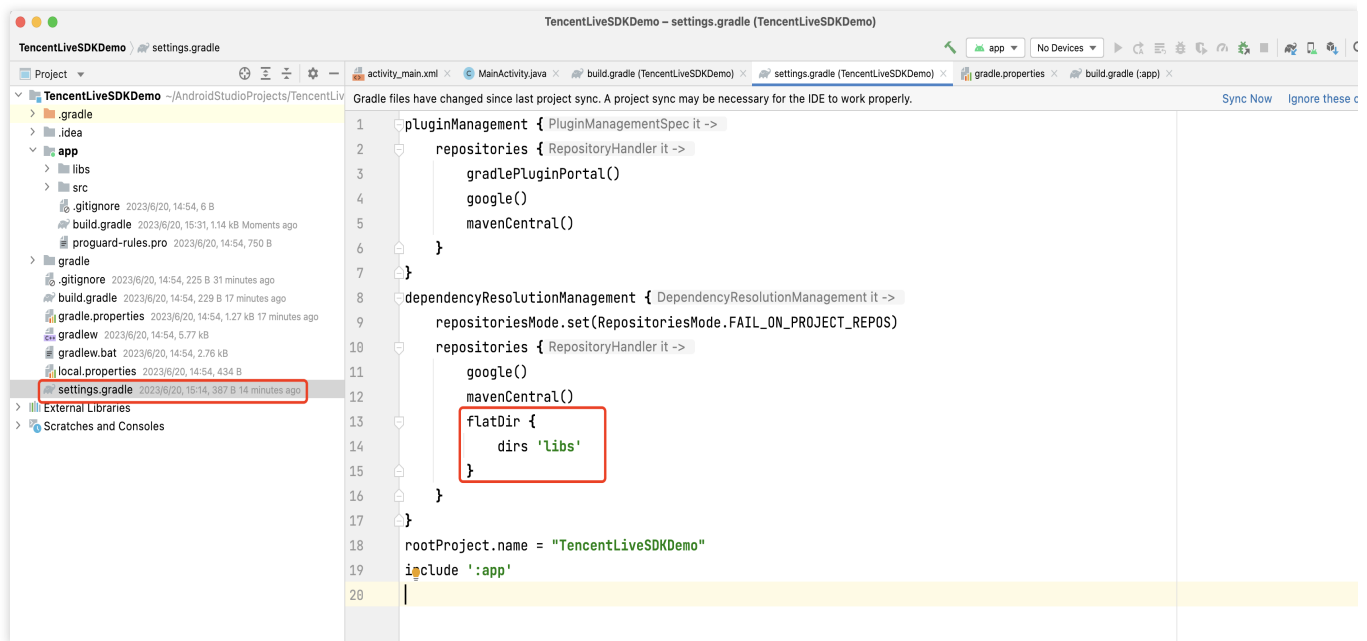 TencentLiveSDKDemo – settings.gradle (TencentLiveSDKDemo)
TencentLiveSDKDemo settings.gradle
app
No Devices
Project
activity_main.xml
MainActivity.java
build.gradle (TencentLiveSDKDemo)
settings.gradle (TencentLiveSDKDemo)
gradle.properties
build.gradle (:app)
TencentLiveSDKDemo ~/AndroidStudioProjects/TencentLiv
.gradle
.idea
app
libs
src
.gitignore 2023/6/20, 14:54, 6 B
build.gradle 2023/6/20, 15:31, 1.14 kB Moments ago
proguard-rules.pro 2023/6/20, 14:54, 750 B
gradle
.gitignore 2023/6/20, 14:54, 225 B 31 minutes ago
build.gradle 2023/6/20, 14:54, 229 B 17 minutes ago
gradle.properties 2023/6/20, 14:54, 1.27 kB 17 minutes ago
gradlew 2023/6/20, 14:54, 5.77 kB
gradlew.bat 2023/6/20, 14:54, 2.76 kB
local.properties 2023/6/20, 14:54, 434 B
settings.gradle 2023/6/20, 15:14, 387 B 14 minutes ago
External Libraries
Scratches and Consoles
Gradle files have changed since last project sync. A project sync may be necessary for the IDE to work properly.
Sync Now
Ignore these c
1 pluginManagement { PluginManagementSpec it ->
2 repositories { RepositoryHandler it ->
3 gradlePluginPortal()
4 google()
5 mavenCentral()
6 }
7 }
8 dependencyResolutionManagement { DependencyResolutionManagement it ->
9 repositoriesMode.set(RepositoriesMode.FAIL_ON_PROJECT_REPOS)
10 repositories { RepositoryHandler it ->
11 google()
12 mavenCentral()
13 flatDir {
14 dirs 'libs'
15 }
16 }
17 }
18 rootProject.name = "TencentLiveSDKDemo"
19 include ':app'
20